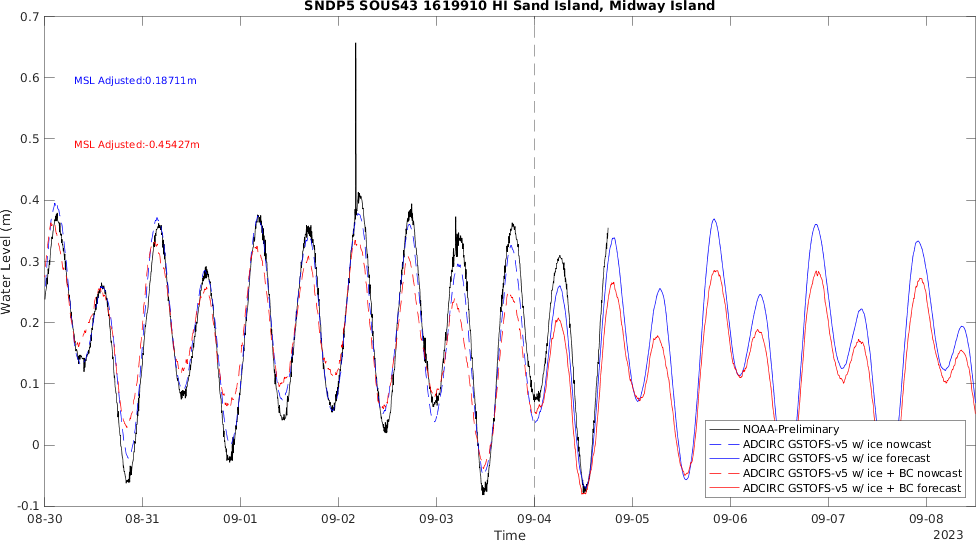 SNDP5 SOUS43 1619910 HI Sand Island, Midway Island
0.7
0.6
0.5
0.4
0.3
0.2
0.1
0
-0.1
Water Level (m)
MSL Adjusted:0.18711m
MSL Adjusted:-0.45427m
NOAA-Preliminary
ADCIRC GSTOFS-v5 w/ ice nowcast
ADCIRC GSTOFS-v5 w/ ice forecast
ADCIRC GSTOFS-v5 w/ ice + BC nowcast
ADCIRC GSTOFS-v5 w/ ice + BC forecast
08-30 08-31 09-01 09-02 09-03 09-04 09-05 09-06 09-07 09-08
Time
2023